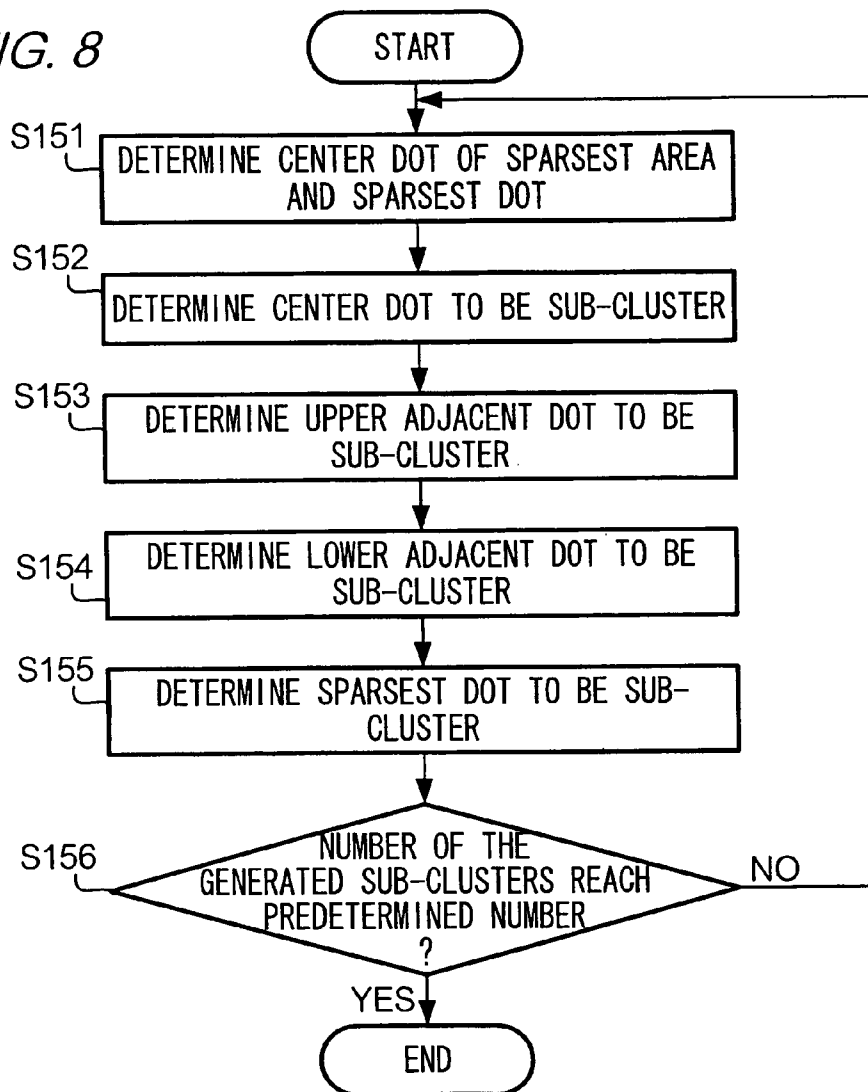 IG. 8
START
S151
DETERMINE CENTER DOT OF SPARSEST AREA
AND SPARSEST DOT
S152
DETERMINE CENTER DOT TO BE SUB-CLUSTER
S153
DETERMINE UPPER ADJACENT DOT TO BE
SUB-CLUSTER
S154
DETERMINE LOWER ADJACENT DOT TO BE
SUB-CLUSTER
S155
DETERMINE SPARSEST DOT TO BE SUB-
CLUSTER
S156
NUMBER OF THE
GENERATED SUB-CLUSTERS REACH
PREDETERMINED NUMBER
?
NO
YES
END